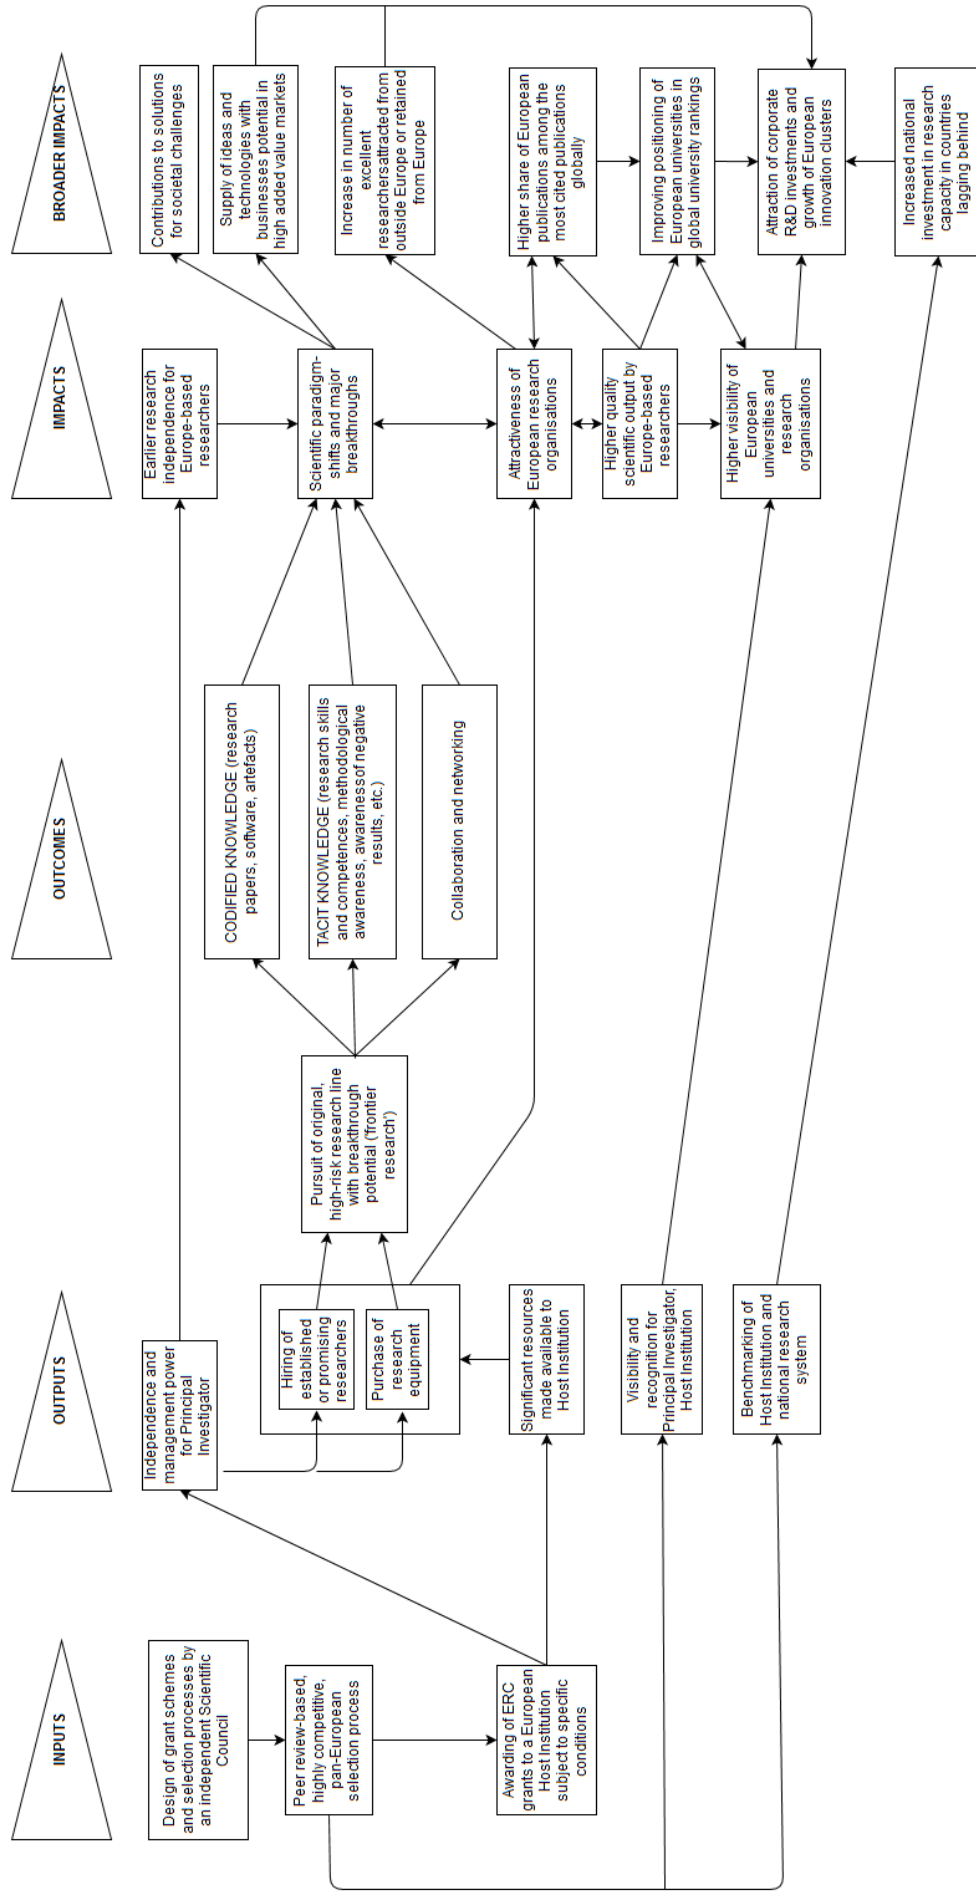 INPUTS
OUTPUTS
OUTCOMES
IMPACTS
BROADER IMPACTS
Design of grant schemes
and selection processes by
an independent Scientific
Council
Peer review-based,
highly competitive,
pan-European
selection process
Awarding of ERC
grants to a European
Host Institution
subject to specific
conditions
Independence and
management power
for Principal
Investigator
Hiring of
established
or promising
researchers
Purchase of
research
equipment
Significant resources
made available to
Host Institution
Visibility and
recognition for
Principal Investigator,
Host Institution
Benchmarking of
Host Institution and
national research
system
Pursuit of original,
high-risk research line
with breakthrough
potential ('frontier
research')
CODIFIED KNOWLEDGE (research
papers, software, artefacts)
TACIT KNOWLEDGE (research skills
and competences, methodological
awareness, awarenessof negative
results, etc.)
Collaboration and networking
Earlier research
independence for
Europe-based
researchers
Scientific paradigm-
shifts and major
breakthroughs
Attractiveness of
European research
organisations
Higher quality
scientific output by
Europe-based
researchers
Higher visibility of
European
universities and
research
organisations
Contributions to solutions
for societal challenges
Supply of ideas and
technologies with
businesses potential in
high added value markets
Increase in number of
excellent
researchersattracted from
outside Europe or retained
from Europe
Higher share of European
publications among the
most cited publications
globally
Improving positioning of
European universities in
global university rankings
Attraction of corporate
R&D investments and
growth of European
innovation clusters
Increased national
investment in research
capacity in countries
lagging behind